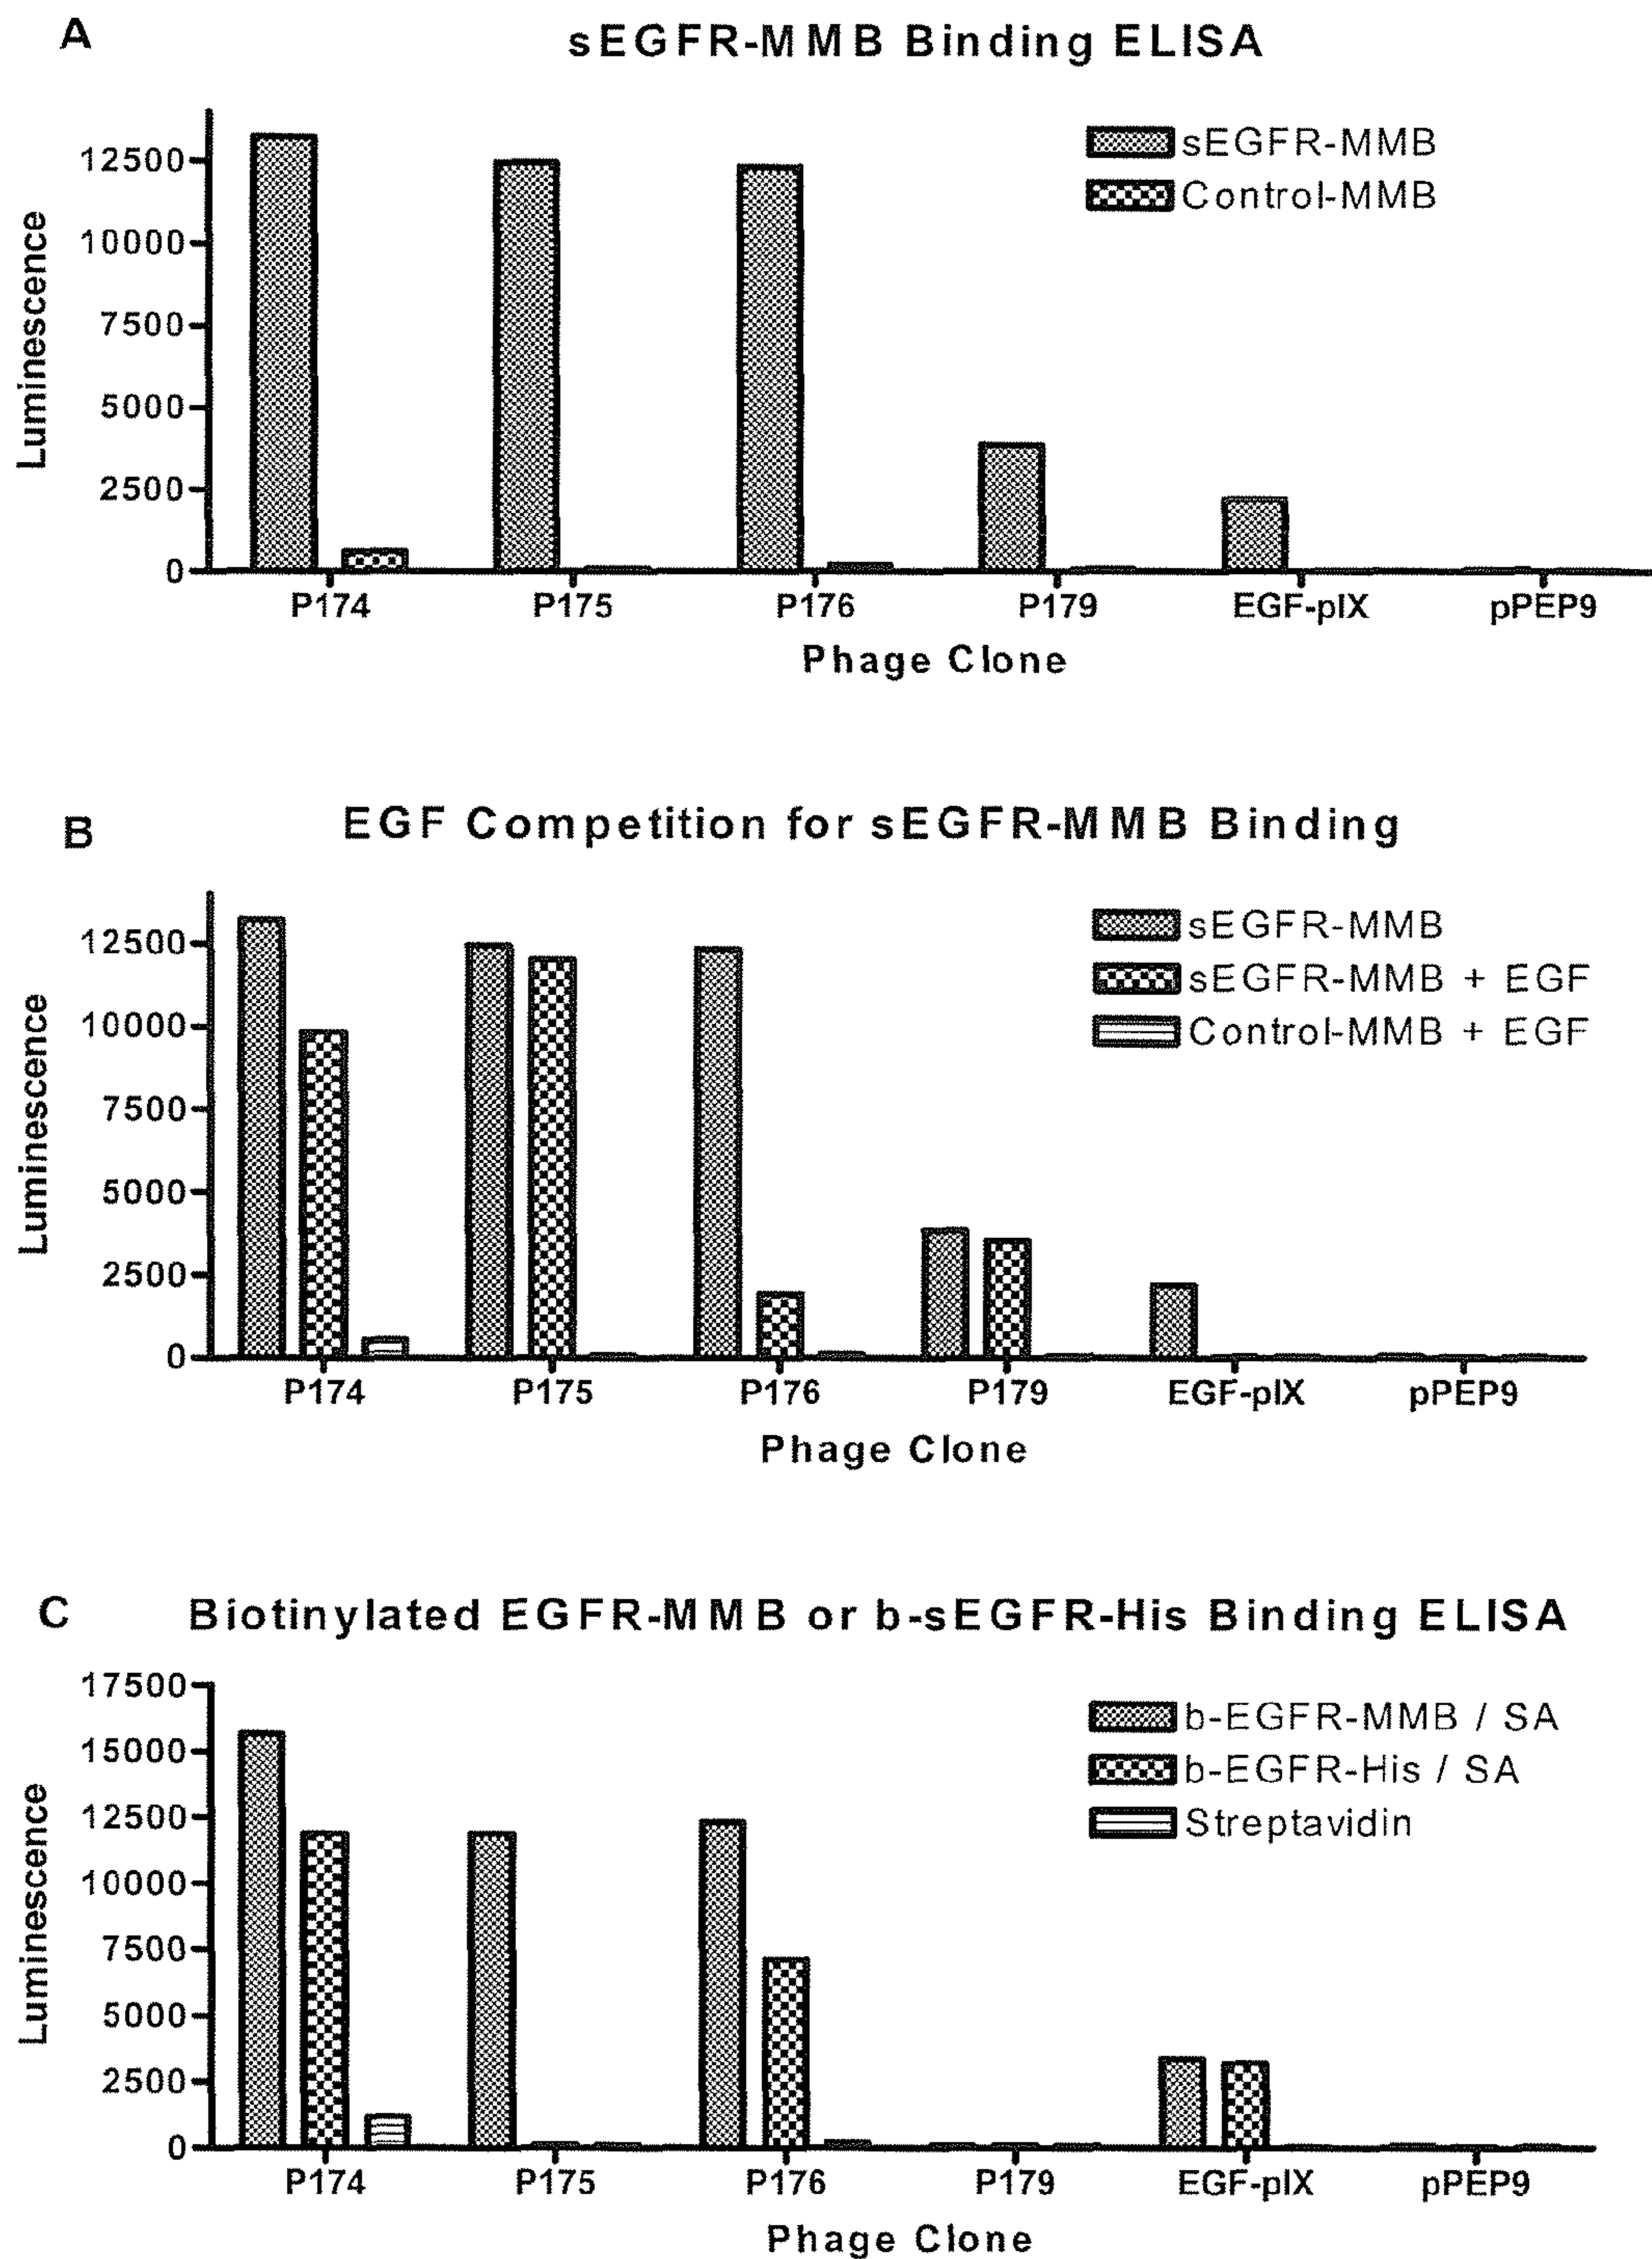 A
sEGFR-MMB Binding ELISA
sEGFR-MMB
Control-MMB
12500
10000
7500
5000
2500
0
Luminescence
P174 P175 P176 P179 EGF-pIX pPEP9
Phage Clone
B
EGF Competition for sEGFR-MMB Binding
sEGFR-MMB
sEGFR-MMB + EGF
Control-MMB + EGF
12500
10000
7500
5000
2500
0
Luminescence
P174 P175 P176 P179 EGF-pIX pPEP9
Phage Clone
C
Biotinylated EGFR-MMB or b-sEGFR-His Binding ELISA
b-EGFR-MMB / SA
b-EGFR-His / SA
Streptavidin
17500
15000
12500
10000
7500
5000
2500
0
Luminescence
P174 P175 P176 P179 EGF-pIX pPEP9
Phage Clone